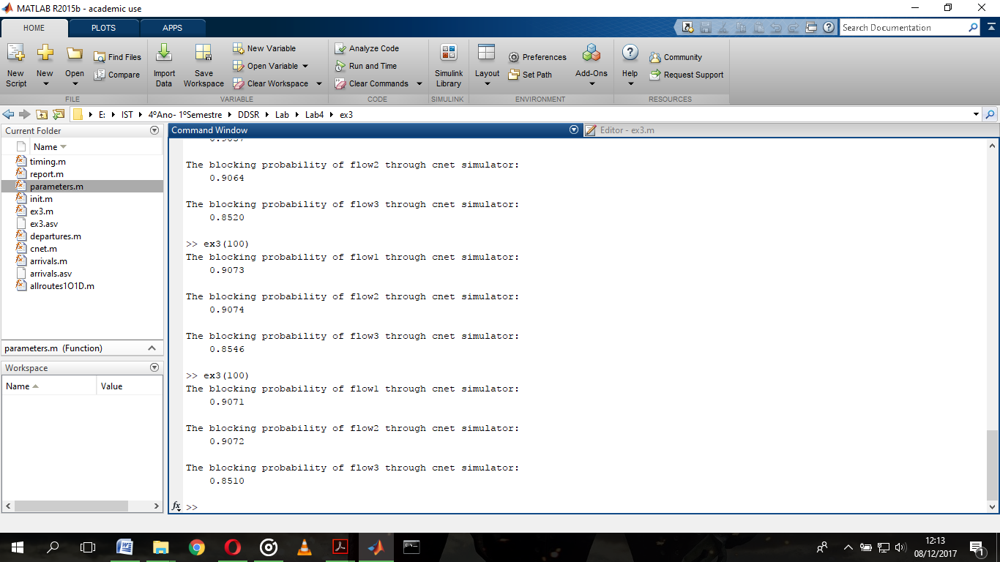 MATLAB R2015b - academic use
HOME PLOTS APPS
Search Documentation
New Script
New
Open
Find Files
Compare
Import Data
Save Workspace
New Variable
Open Variable
Clear Workspace
Analyze Code
Run and Time
Clear Commands
Simulink Library
Layout
Preferences
Set Path
Add-Ons
Help
Community
Request Support
FILE VARIABLE CODE SIMULINK ENVIRONMENT RESOURCES
E: IST 4ºAno- 1ºSemestre DDSR Lab Lab4 ex3
Current Folder
Name
timing.m
report.m
parameters.m
init.m
ex3.m
ex3.asv
departures.m
cnet.m
arrivals.m
arrivals.asv
allroutes1O1D.m
parameters.m (Function)
Workspace
Name Value
Command Window
Editor - ex3.m
The blocking probability of flow2 through cnet simulator:
0.9064
The blocking probability of flow3 through cnet simulator:
0.8520
>> ex3(100)
The blocking probability of flow1 through cnet simulator:
0.9073
The blocking probability of flow2 through cnet simulator:
0.9074
The blocking probability of flow3 through cnet simulator:
0.8546
>> ex3(100)
The blocking probability of flow1 through cnet simulator:
0.9071
The blocking probability of flow2 through cnet simulator:
0.9072
The blocking probability of flow3 through cnet simulator:
0.8510
fx >>
12:13
08/12/2017
1